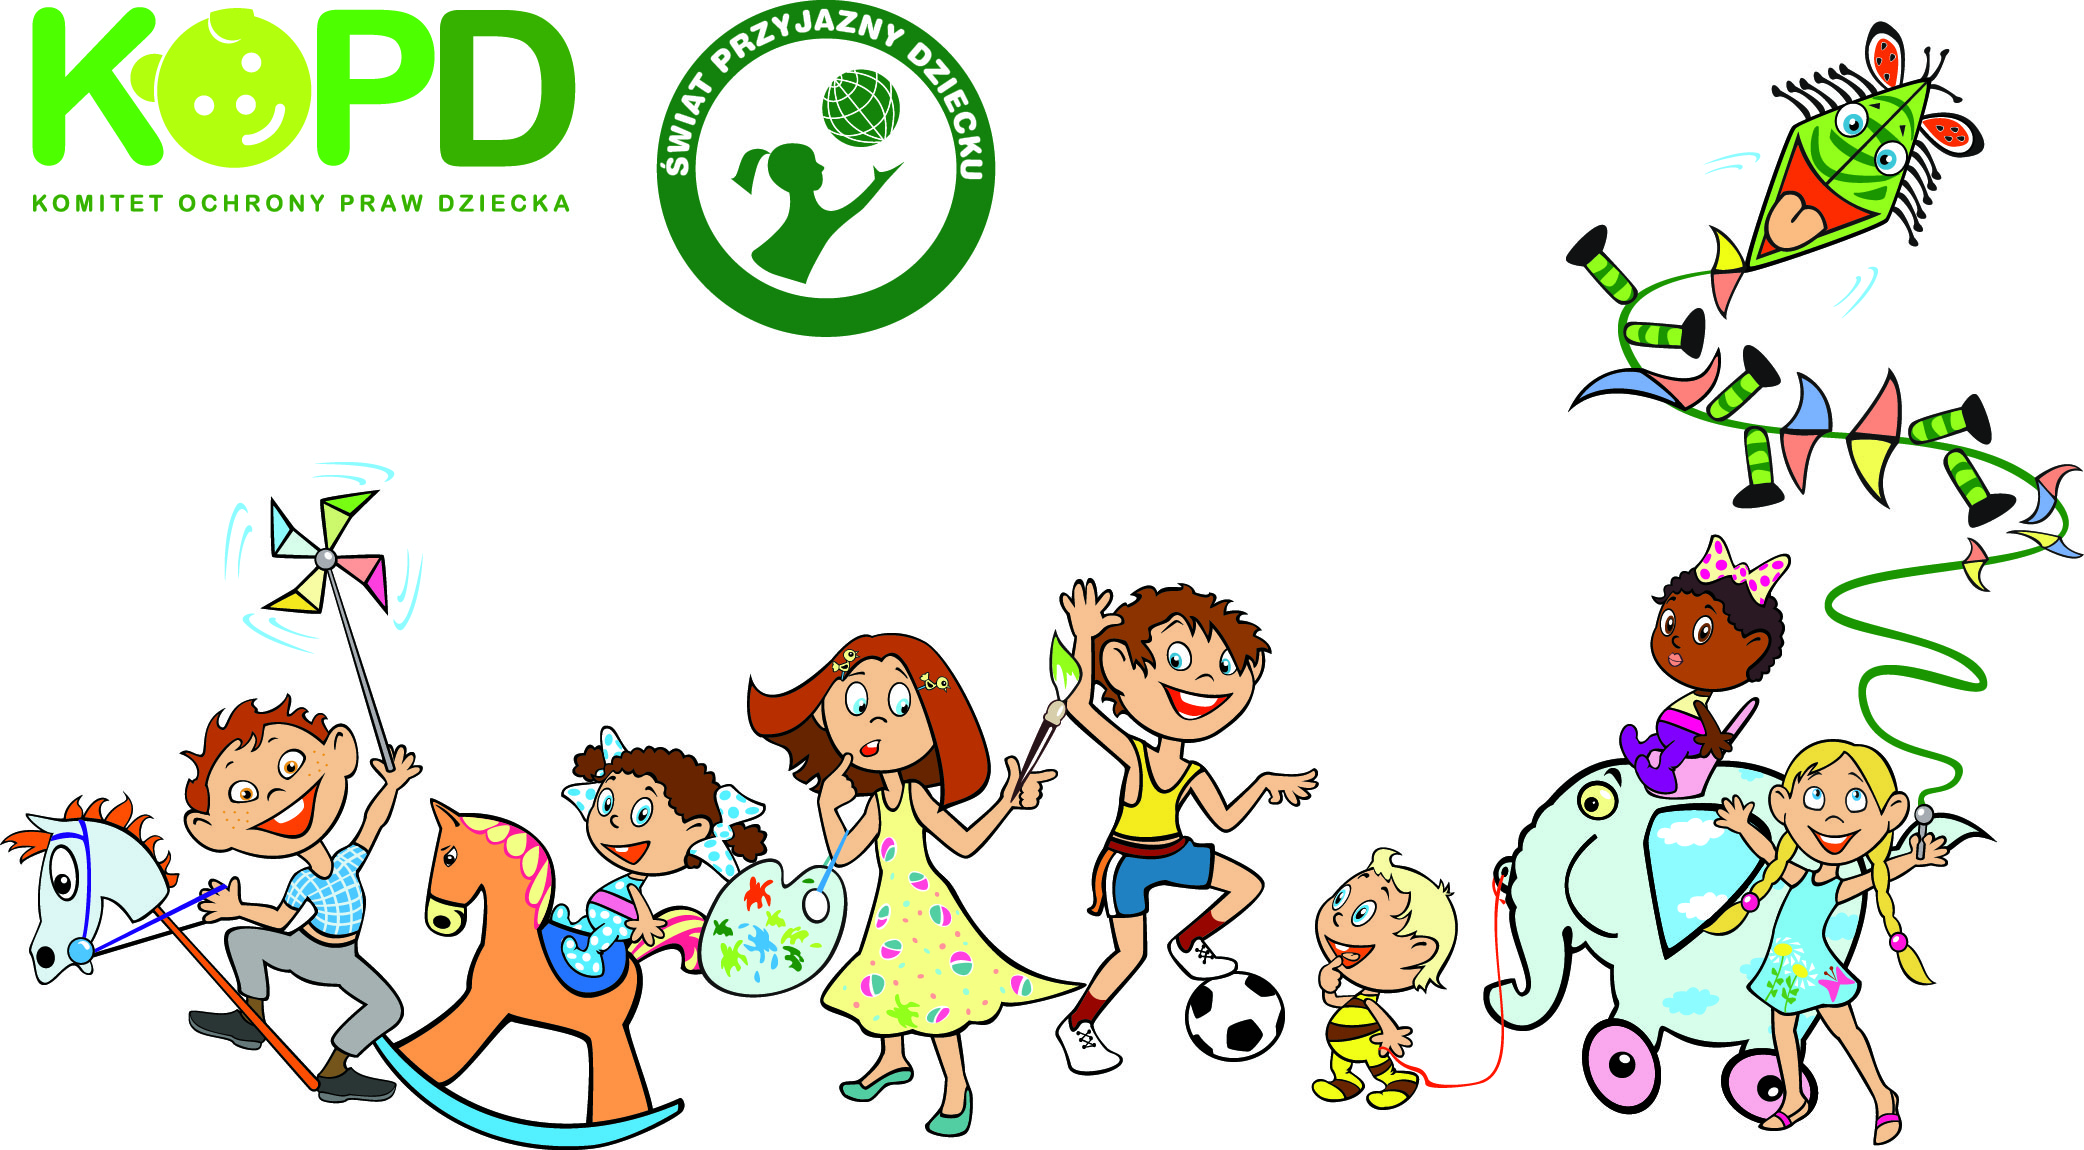 KOPD
KOMITET OCHRONY PRAW DZIECKA
ŚWIAT PRZYJAZNY DZIECKU